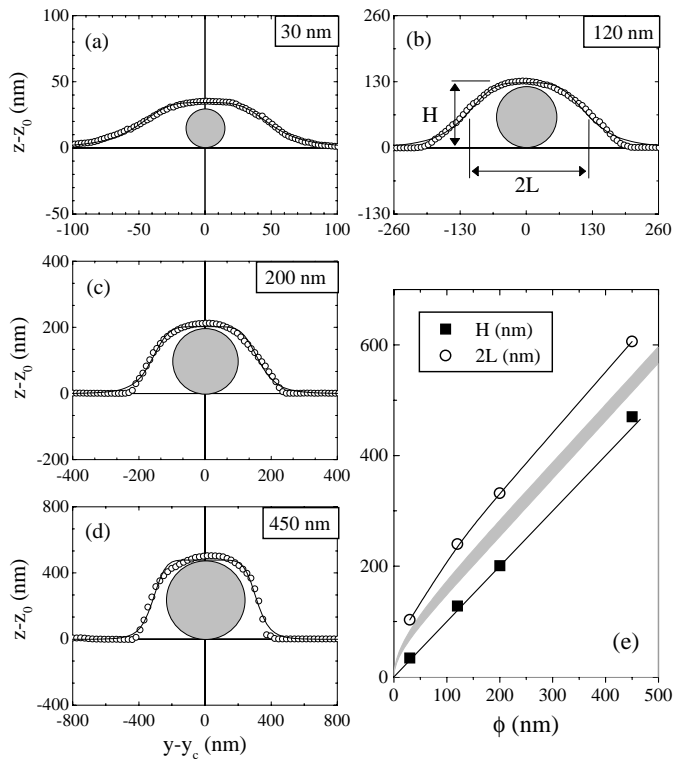 (a)
30 nm
z-z0 (nm)
100
50
0
-50
-100
-50
0
50
100
(b)
120 nm
260
130
0
-130
H
2L
-260
-130
0
130
260
(c)
200 nm
z-z0 (nm)
400
200
0
-200
-400
-200
0
200
400
(d)
450 nm
z-z0 (nm)
800
400
0
-400
-800
-400
0
400
800
y-yc (nm)
H (nm)
2L (nm)
600
400
200
0
(e)
0
100
200
300
400
500
ϕ (nm)